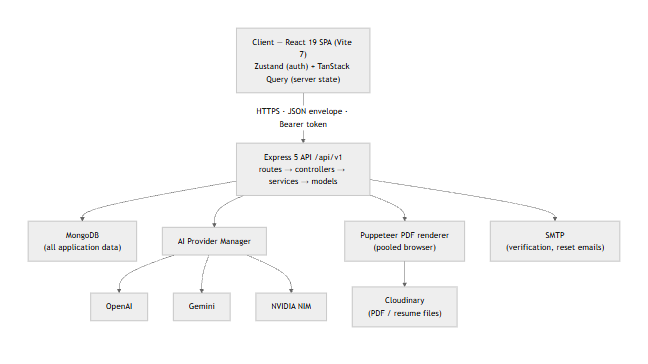 Client — React 19 SPA (Vite
7)
Zustand (auth) + TanStack
Query (server state)
HTTPS · JSON envelope ·
Bearer token
Express 5 API /api/v1
routes → controllers →
services → models
MongoDB
(all application data)
AI Provider Manager
Puppeteer PDF renderer
(pooled browser)
SMTP
(verification, reset emails)
OpenAI
Gemini
NVIDIA NIM
Cloudinary
(PDF / resume files)